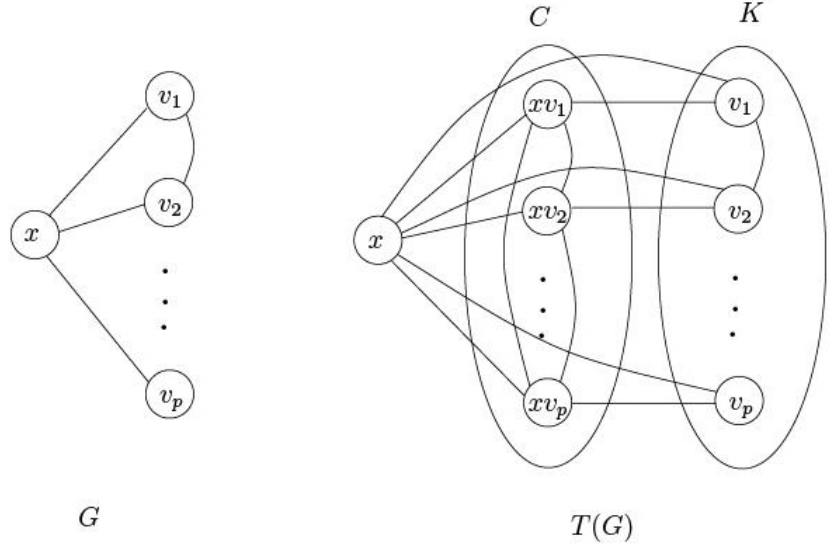 C K
v₁ xv₁ v₁
v₂ xv₂ v₂
x x
vₚ xvₚ vₚ
G T(G)